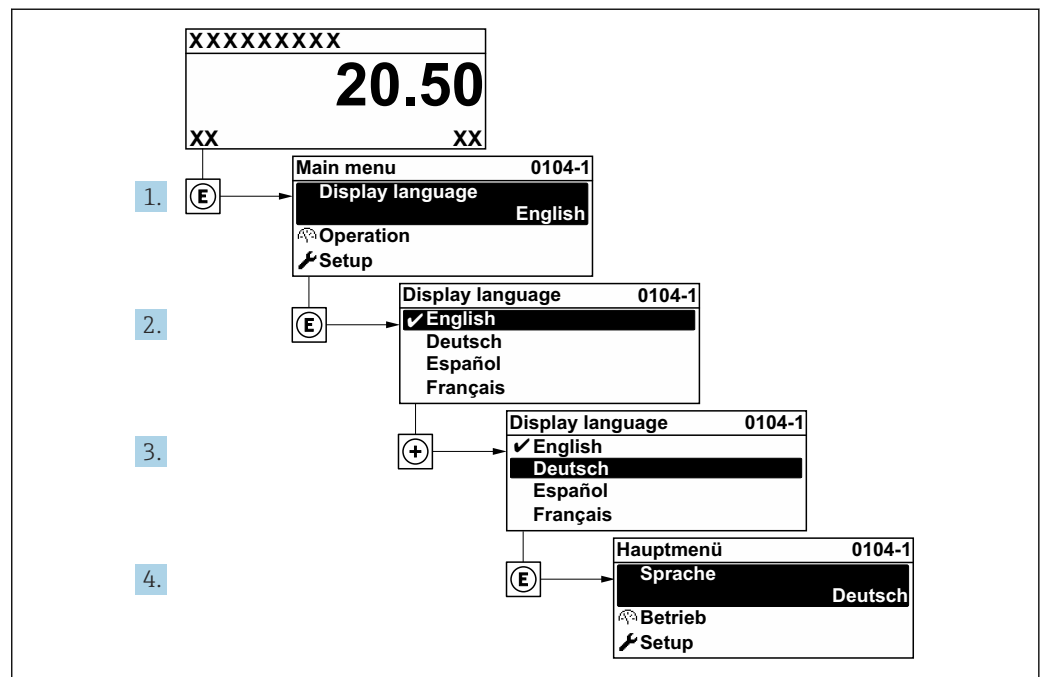 XXXXXXXXX
20.50
XX XX
1. E
Main menu 0104-1
Display language
English
Operation
Setup
2. E
Display language 0104-1
✔English
Deutsch
Español
Français
3. +
Display language 0104-1
✔English
Deutsch
Español
Français
4. E
Hauptmenü 0104-1
Sprache
Deutsch
Betrieb
Setup